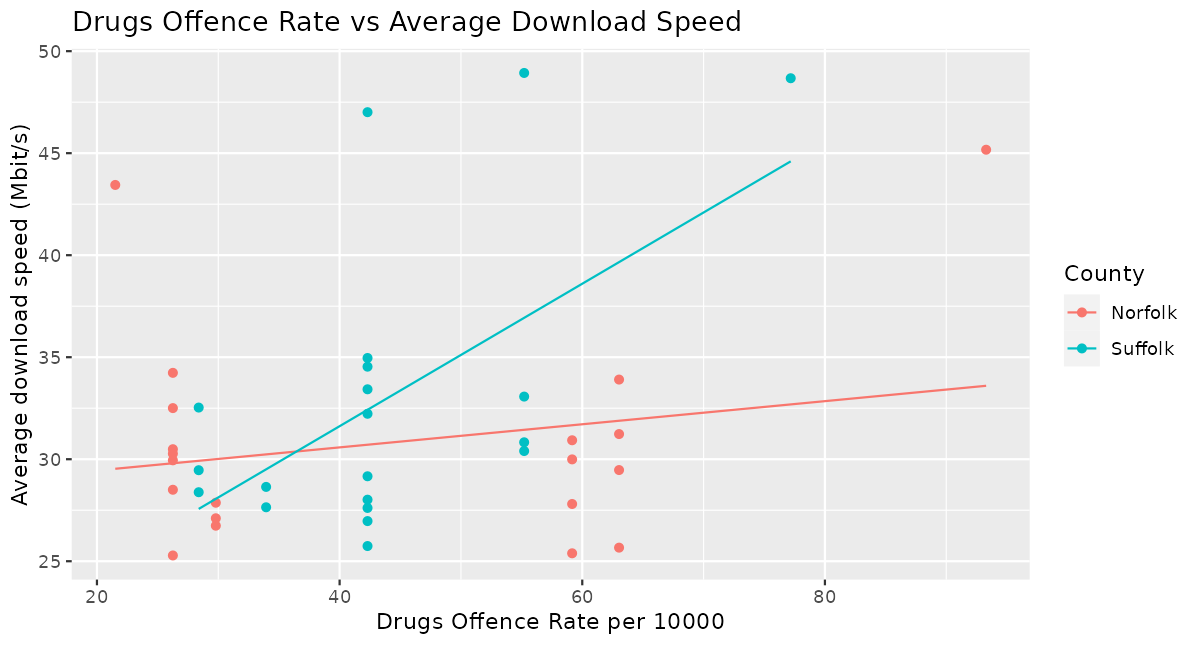 Drugs Offence Rate vs Average Download Speed
50
45
40
35
30
25
Average download speed (Mbit/s)
20
40
60
80
Drugs Offence Rate per 10000
County
Norfolk
Suffolk